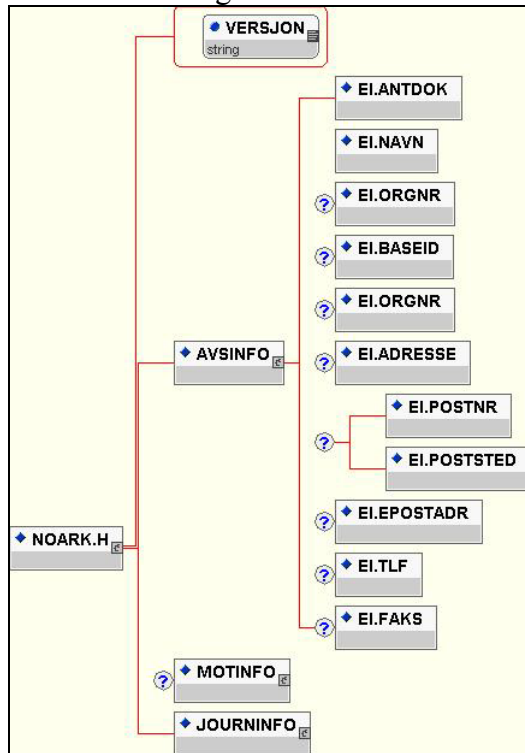 VERSJON
string
EI.ANTDOK
EI.NAVN
? EI.ORGNR
? EI.BASEID
? EI.ORGNR
AVSINFO
? EI.ADRESSE
EI.POSTNR
?
EI.POSTSTED
? EI.EPOSTADR
NOARK.H
? EI.TLF
? EI.FAKS
? MOTINFO
JOURNINFO